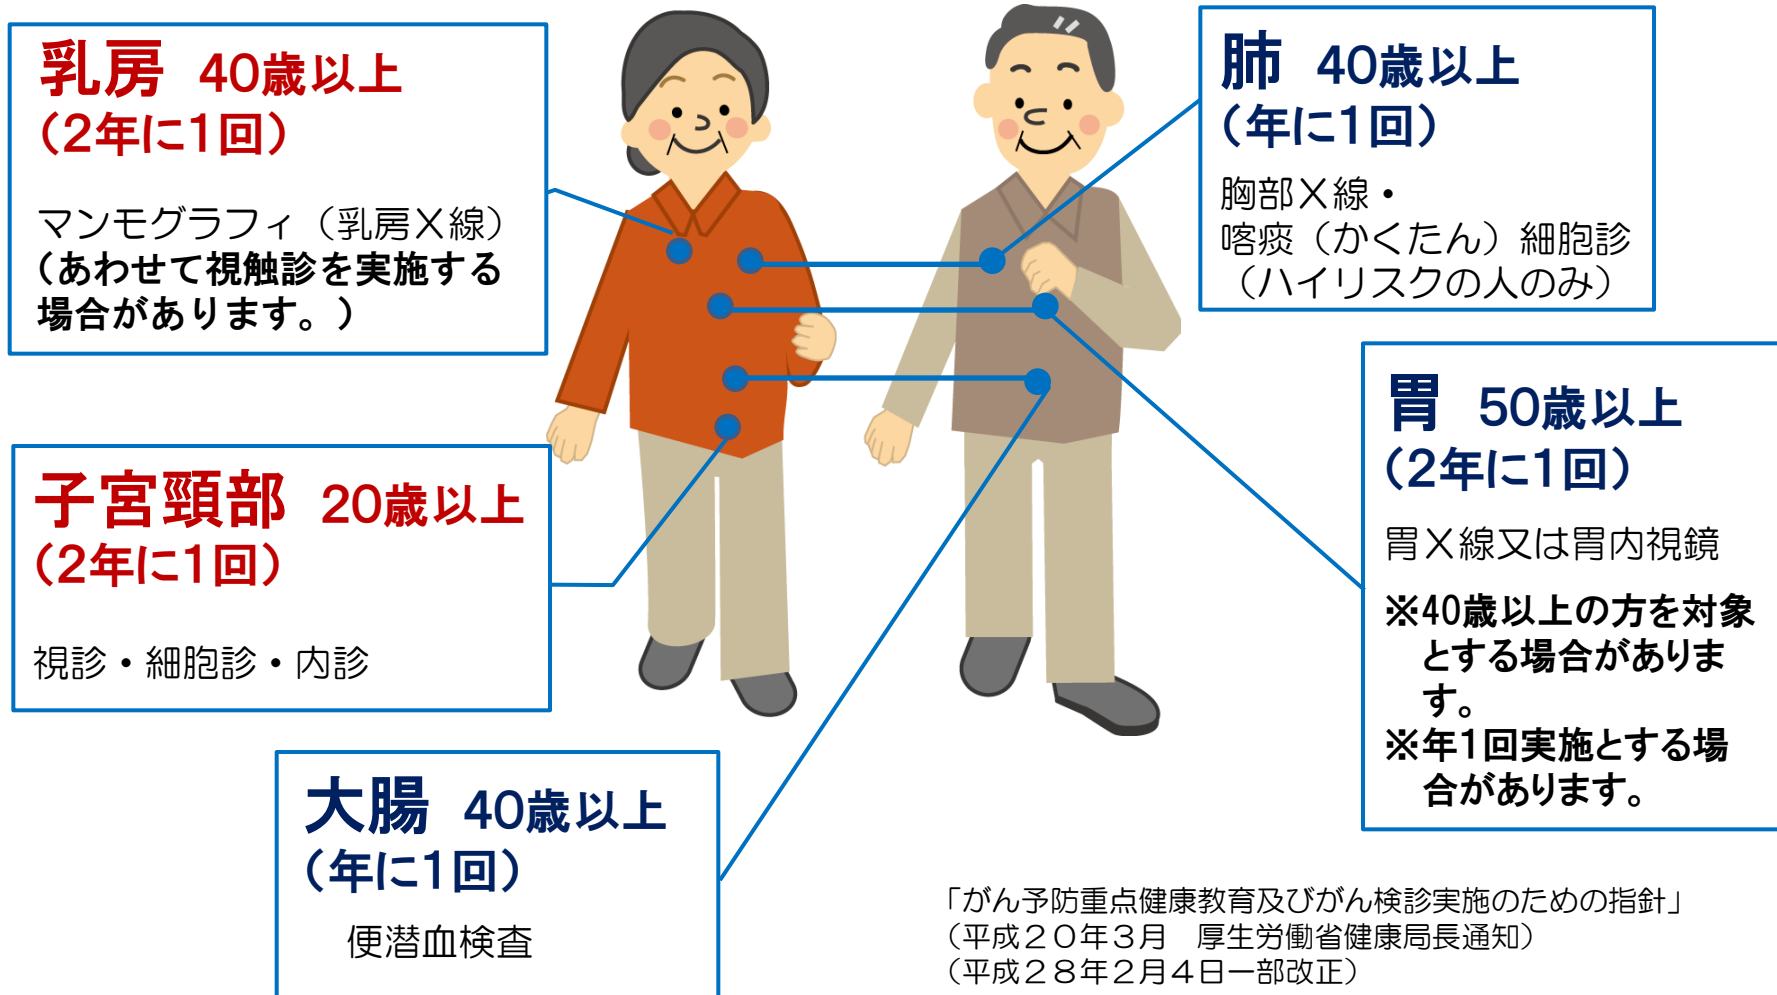 乳房 40歳以上
（2年に1回）
マンモグラフィ（乳房Ｘ線）
（あわせて視触診を実施する
場合があります。）
肺 40歳以上
（年に1回）
胸部Ｘ線・
喀痰（かくたん）細胞診
（ハイリスクの人のみ）
子宮頸部 20歳以上
（2年に1回）
視診・細胞診・内診
胃 50歳以上
（2年に1回）
胃Ｘ線又は胃内視鏡
※40歳以上の方を対象
とする場合がありま
す。
※年1回実施とする場
合があります。
大腸 40歳以上
（年に1回）
便潜血検査
「がん予防重点健康教育及びがん検診実施のための指針」
（平成２０年３月　厚生労働省健康局長通知）
（平成２８年２月４日一部改正）